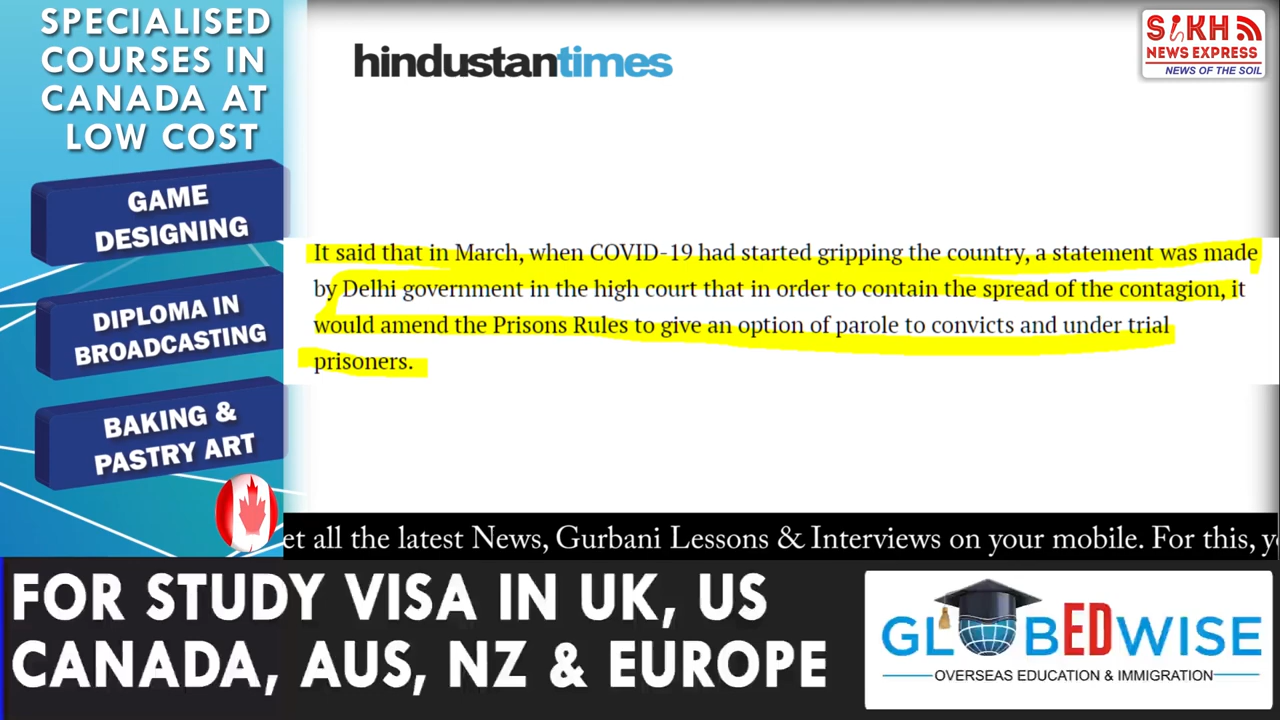 SPECIALISED
COURSES IN
CANADA AT
LOW COST
GAME
DESIGNING
DIPLOMA IN
BROADCASTING
BAKING &
PASTRY ART
hindustantimes
SIKH
NEWS EXPRESS
NEWS OF THE SOIL
It said that in March, when COVID-19 had started gripping the country, a statement was made
by Delhi government in the high court that in order to contain the spread of the contagion, it
would amend the Prisons Rules to give an option of parole to convicts and under trial
prisoners.
et all the latest News, Gurbani Lessons & Interviews on your mobile. For this, y
FOR STUDY VISA IN UK, US
CANADA, AUS, NZ & EUROPE
GLOBEDWISE
OVERSEAS EDUCATION & IMMIGRATION